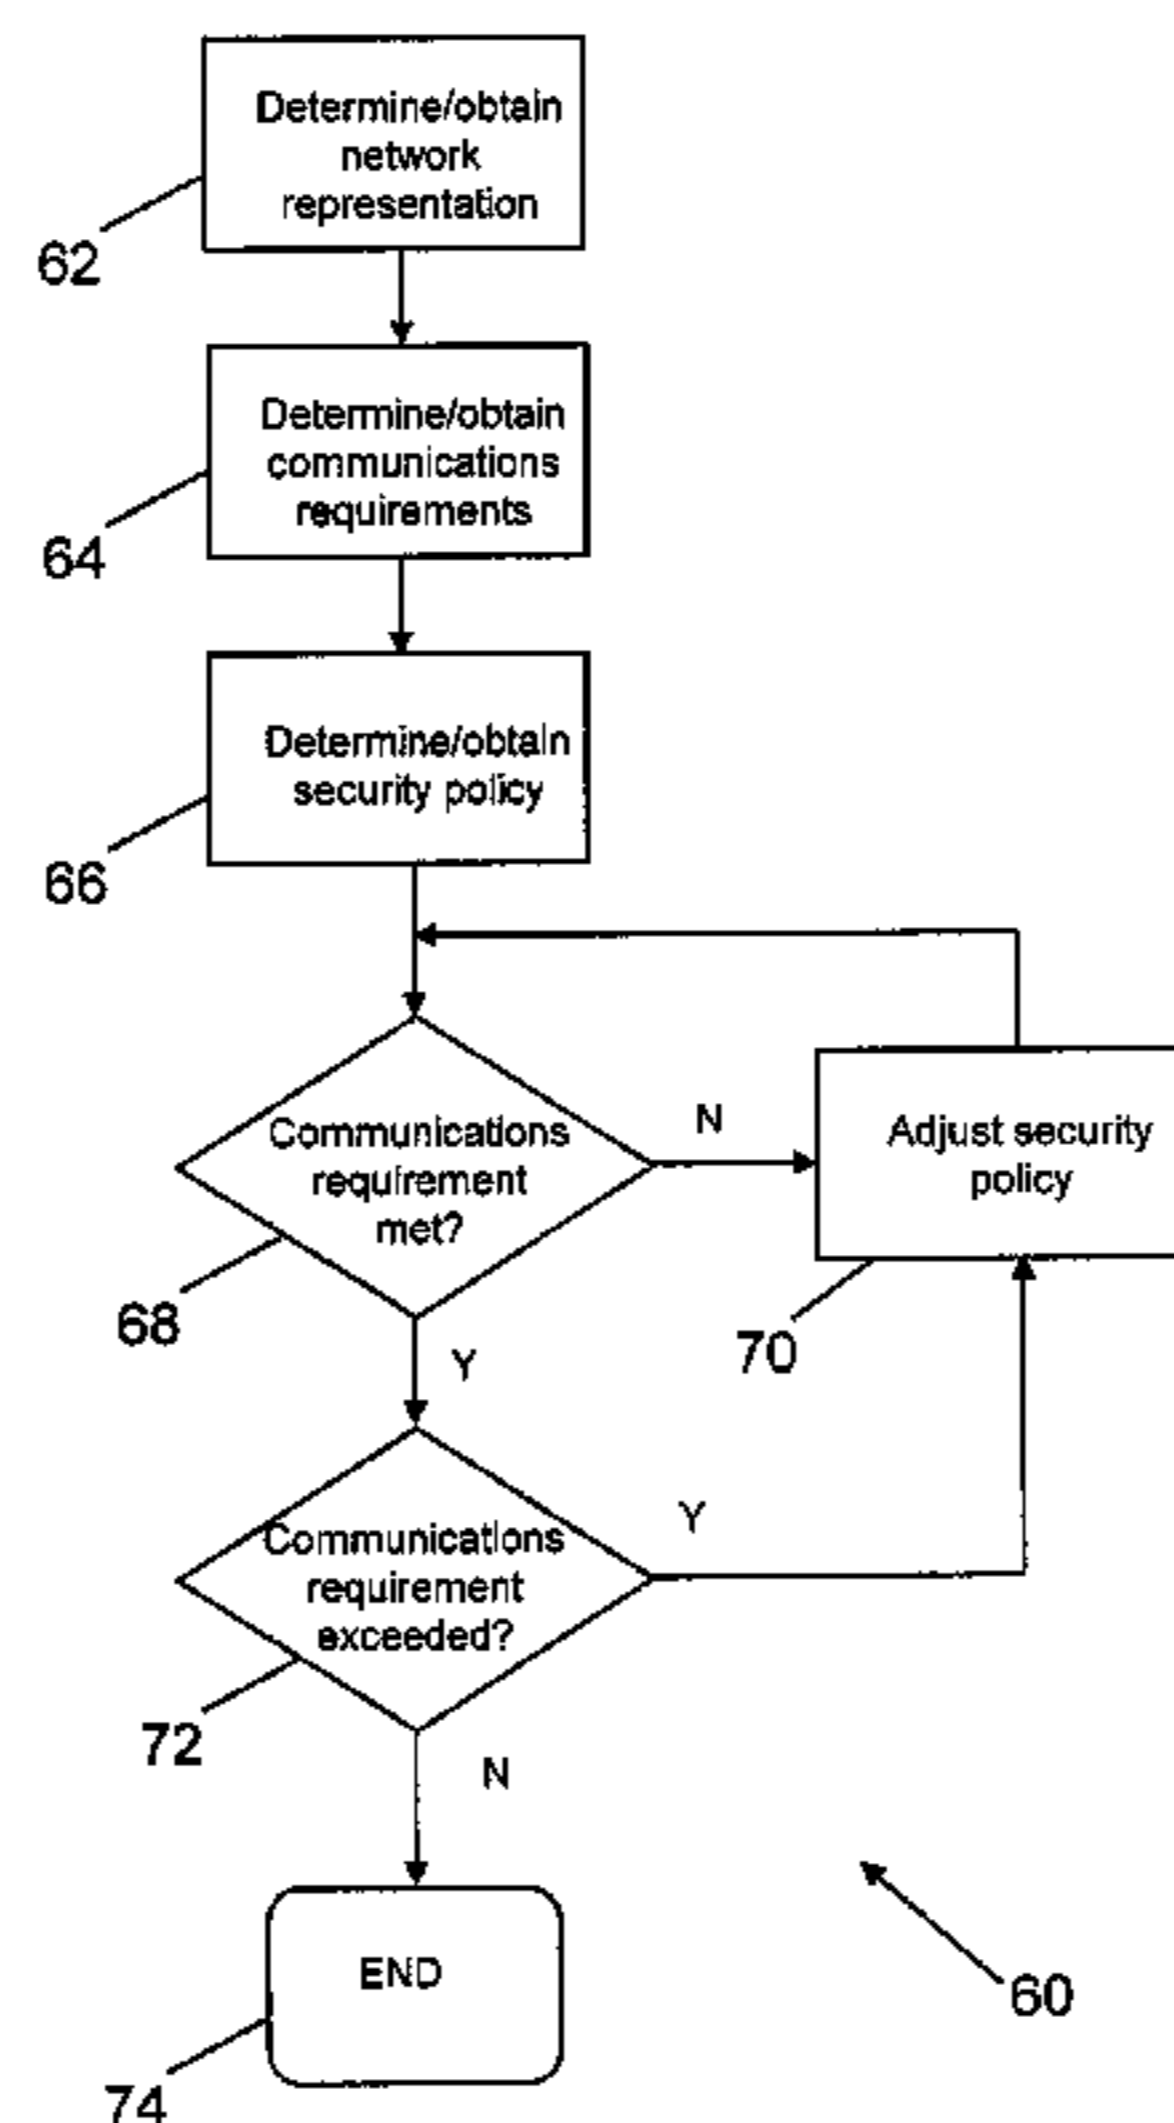 Determine/obtain
network
representation
62
Determine/obtain
communications
requirements
64
Determine/obtain
security policy
66
Communications
requirement
met?
68
N
Adjust security
policy
70
Y
Communications
requirement
exceeded?
72
Y
N
END
74
60